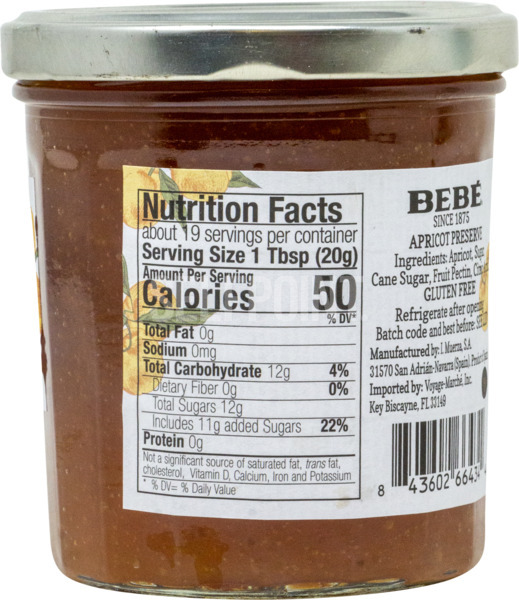 Nutrition Facts
about 19 servings per container
Serving Size 1 Tbsp (20g)
Amount Per Serving
Calories 50
% DV*
Total Fat 0g
Sodium 0mg
Total Carbohydrate 12g 4%
Dietary Fiber 0g 0%
Total Sugars 12g
Includes 11g added Sugars 22%
Protein 0g
Not a significant source of saturated fat, trans fat,
cholesterol, Vitamin D, Calcium, Iron and Potassium
* % DV= % Daily Value
BEBÉ
SINCE 1875
APRICOT PRESERVE
Ingredients: Apricot,
Cane Sugar, Fruit Pectin,
GLUTEN FREE
Refrigerate after
Batch code and best before:
Manufactured by: I. Muerza, S.A.
31570 San Adrián-Navarra (Spain),
Imported by: Voyage-Marché, Inc.
Key Biscayne, FL 33149
8 43602 66434